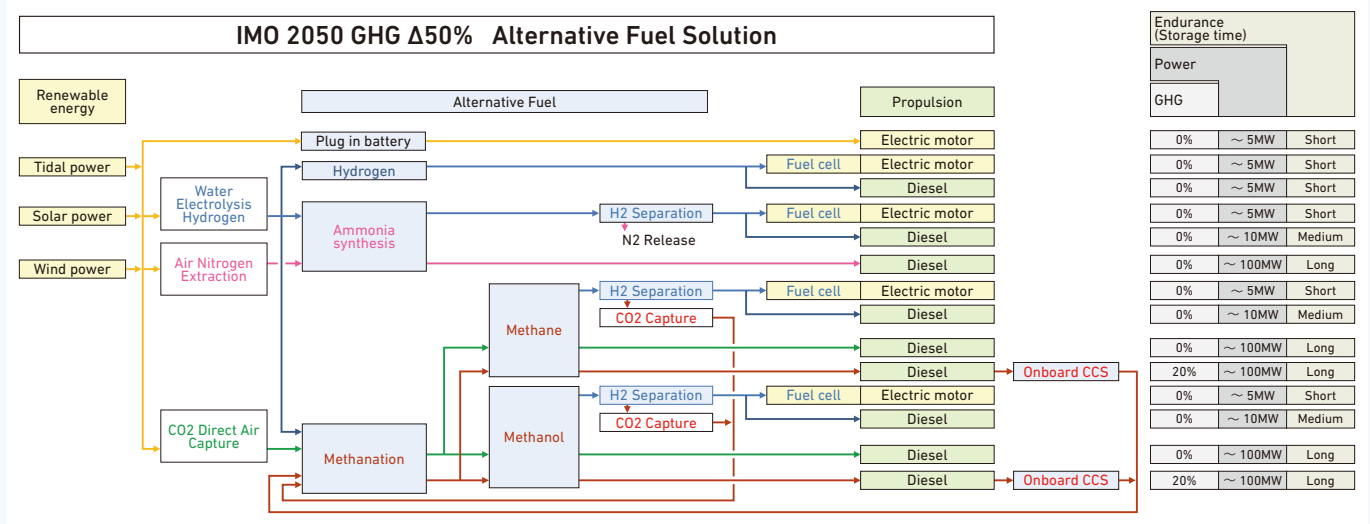 IMO 2050 GHG Δ50% Alternative Fuel Solution
Endurance
(Storage time)
Power
GHG
Renewable
energy
Alternative Fuel
Propulsion
Plug in battery
Electric motor
0% ～ 5MW Short
Tidal power
Hydrogen
Fuel cell Electric motor
0% ～ 5MW Short
Diesel
0% ～ 5MW Short
Solar power
Water
Electrolysis
Hydrogen
Ammonia
synthesis
H2 Separation
Fuel cell Electric motor
0% ～ 5MW Short
N2 Release
Diesel
0% ～ 10MW Medium
Wind power
Air Nitrogen
Extraction
Diesel
0% ～ 100MW Long
Methane
H2 Separation
Fuel cell Electric motor
0% ～ 5MW Short
CO2 Capture
Diesel
0% ～ 10MW Medium
Diesel
0% ～ 100MW Long
Diesel
Onboard CCS
20% ～ 100MW Long
Methanol
H2 Separation
Fuel cell Electric motor
0% ～ 5MW Short
CO2 Capture
Diesel
0% ～ 10MW Medium
CO2 Direct Air
Capture
Methanation
Diesel
0% ～ 100MW Long
Diesel
Onboard CCS
20% ～ 100MW Long